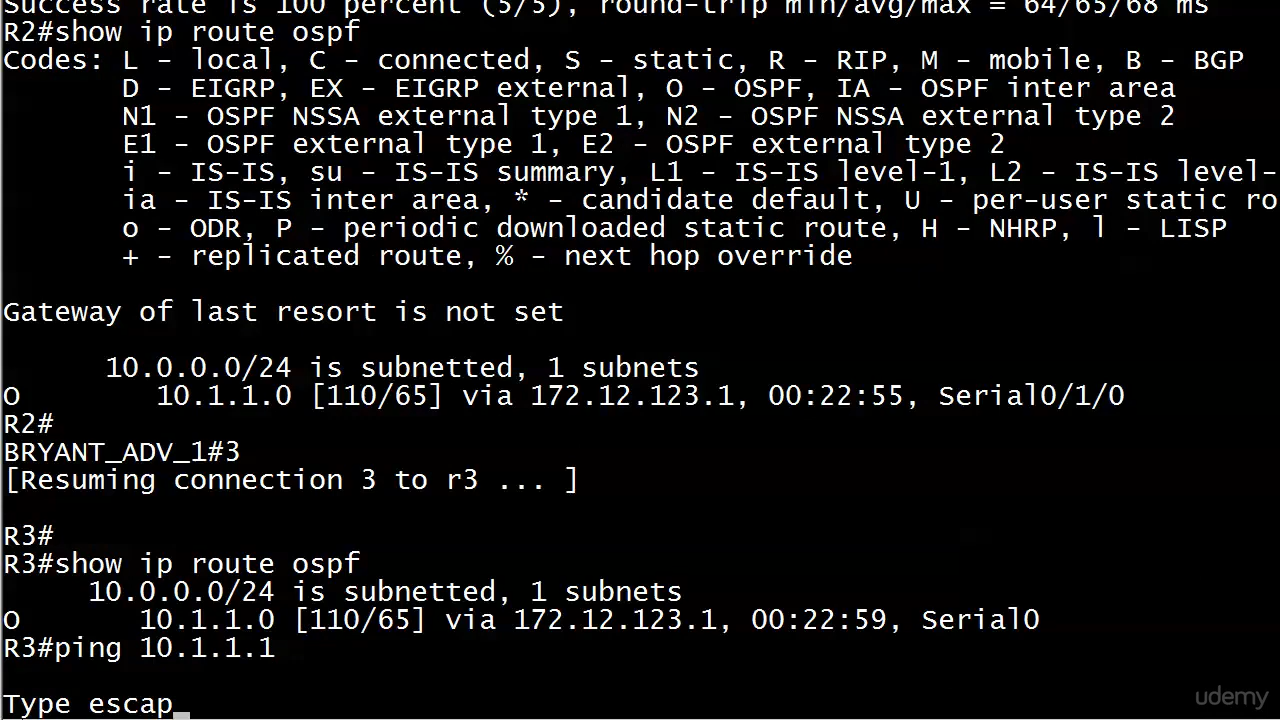 Success rate is 100 percent (5/5), round-trip min/avg/max = 64/65/68 ms
R2#show ip route ospf
Codes: L - local, C - connected, S - static, R - RIP, M - mobile, B - BGP
       D - EIGRP, EX - EIGRP external, O - OSPF, IA - OSPF inter area
       N1 - OSPF NSSA external type 1, N2 - OSPF NSSA external type 2
       E1 - OSPF external type 1, E2 - OSPF external type 2
       i - IS-IS, su - IS-IS summary, L1 - IS-IS level-1, L2 - IS-IS level-
       ia - IS-IS inter area, * - candidate default, U - per-user static ro
       o - ODR, P - periodic downloaded static route, H - NHRP, l - LISP
       + - replicated route, % - next hop override
Gateway of last resort is not set
      10.0.0.0/24 is subnetted, 1 subnets
O        10.1.1.0 [110/65] via 172.12.123.1, 00:22:55, Serial0/1/0
R2#
BRYANT_ADV_1#3
[Resuming connection 3 to r3 ... ]
R3#
R3#show ip route ospf
     10.0.0.0/24 is subnetted, 1 subnets
O       10.1.1.0 [110/65] via 172.12.123.1, 00:22:59, Serial0
R3#ping 10.1.1.1
Type escap
udemy